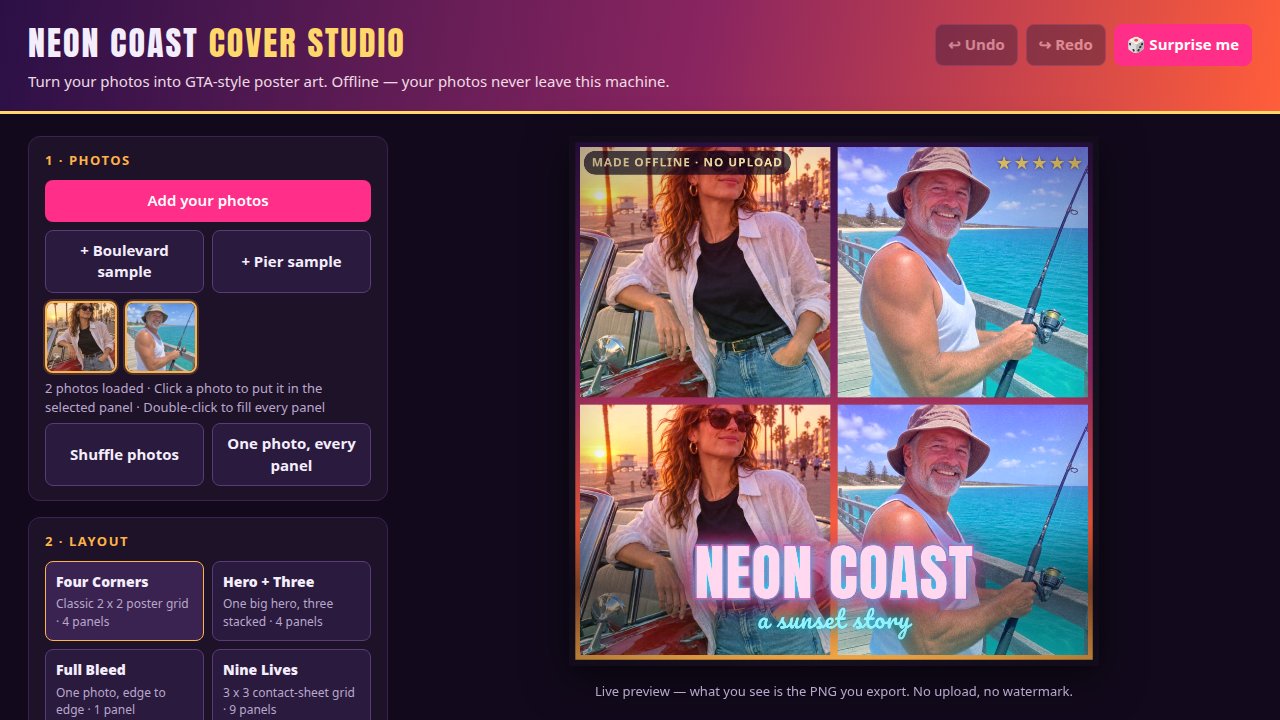 NEON COAST COVER STUDIO
Turn your photos into GTA-style poster art. Offline — your photos never leave this machine.
↩ Undo
↪ Redo
🎲 Surprise me
1 · PHOTOS
Add your photos
+ Boulevard
sample
+ Pier sample
2 photos loaded · Click a photo to put it in the
selected panel · Double-click to fill every panel
Shuffle photos
One photo, every
panel
2 · LAYOUT
Four Corners
Classic 2 x 2 poster grid
· 4 panels
Hero + Three
One big hero, three
stacked · 4 panels
Full Bleed
One photo, edge to
edge · 1 panel
Nine Lives
3 x 3 contact-sheet grid
· 9 panels
MADE OFFLINE · NO UPLOAD
★★★★★
NEON COAST
a sunset story
Live preview — what you see is the PNG you export. No upload, no watermark.